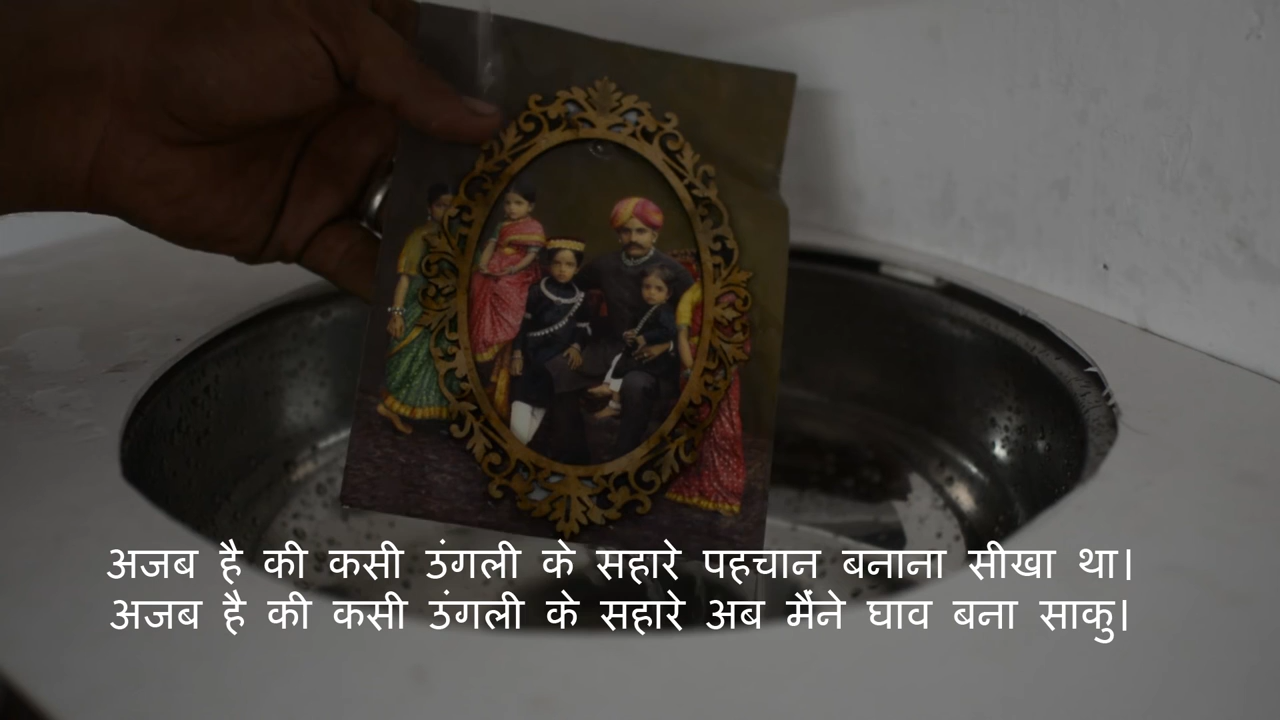 अजब है की कसी उंगली के सहारे पहचान बनाना सीखा था।
अजब है की कसी उंगली के सहारे अब मैंने घाव बना साकु।